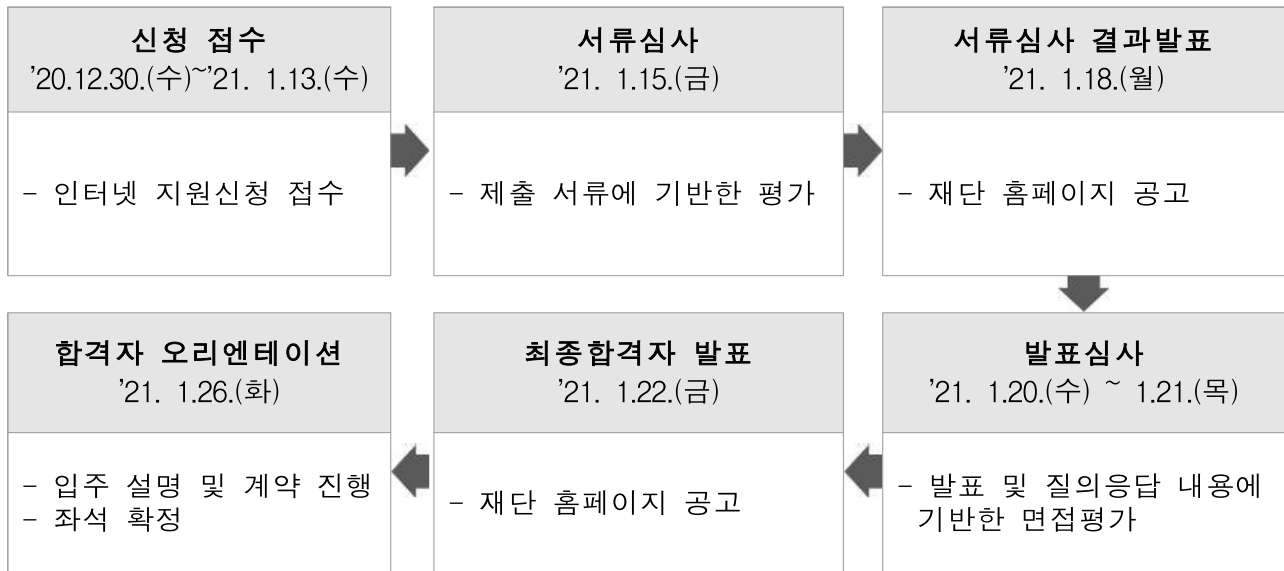 신청 접수
'20.12.30.(수)~'21. 1.13.(수)
- 인터넷 지원신청 접수
서류심사
'21. 1.15.(금)
- 제출 서류에 기반한 평가
서류심사 결과발표
'21. 1.18.(월)
- 재단 홈페이지 공고
발표심사
'21. 1.20.(수) ~ 1.21.(목)
- 발표 및 질의응답 내용에
기반한 면접평가
최종합격자 발표
'21. 1.22.(금)
- 재단 홈페이지 공고
합격자 오리엔테이션
'21. 1.26.(화)
- 입주 설명 및 계약 진행
- 좌석 확정